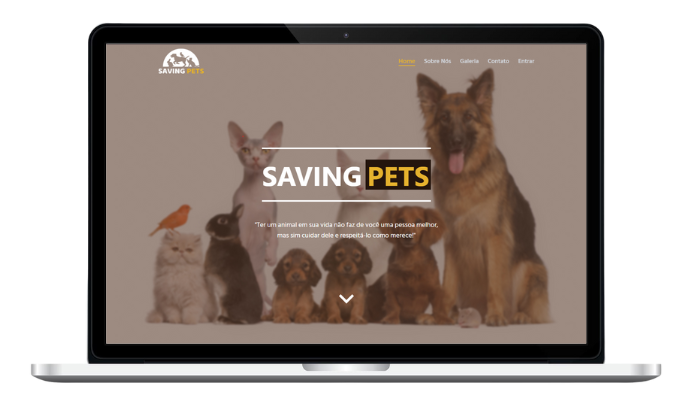 SAVING PETS
Home Sobre Nós Galeria Contato Entrar
SAVING PETS
"Ter um animal em sua vida não faz de você uma pessoa melhor,
mas sim cuidar dele e respeitá-lo como merece!"